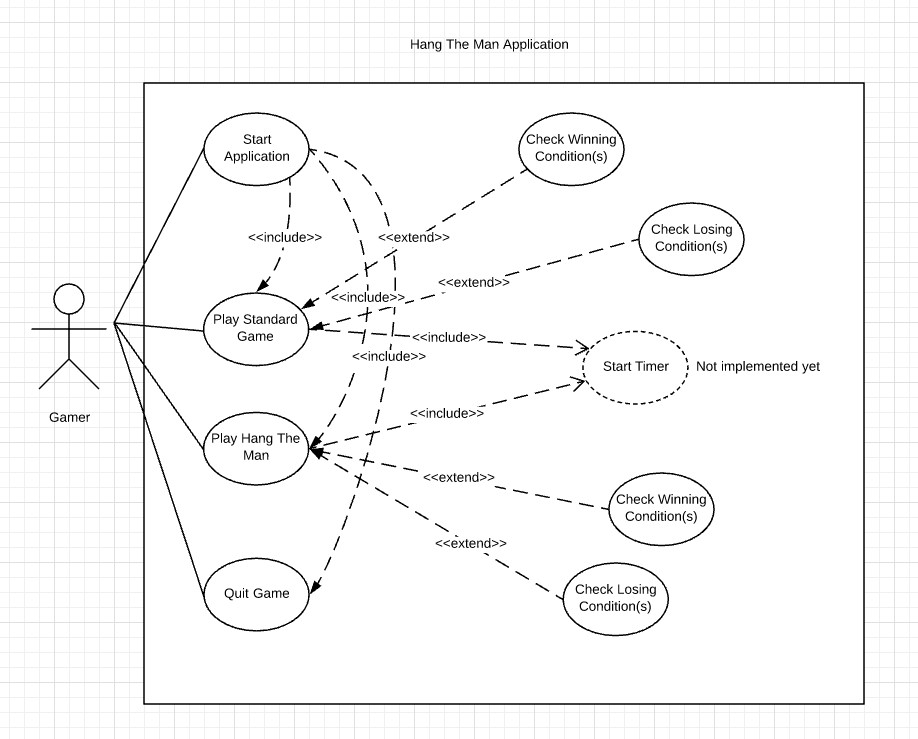 Hang The Man Application
Start
Application
Check Winning
Condition(s)
Check Losing
Condition(s)
<<include>>
<<extend>>
<<extend>>
<<include>>
Play Standard
Game
<<include>>
<<include>>
Start Timer
Not implemented yet
Gamer
<<include>>
Play Hang The
Man
<<extend>>
Check Winning
Condition(s)
<<extend>>
Quit Game
Check Losing
Condition(s)